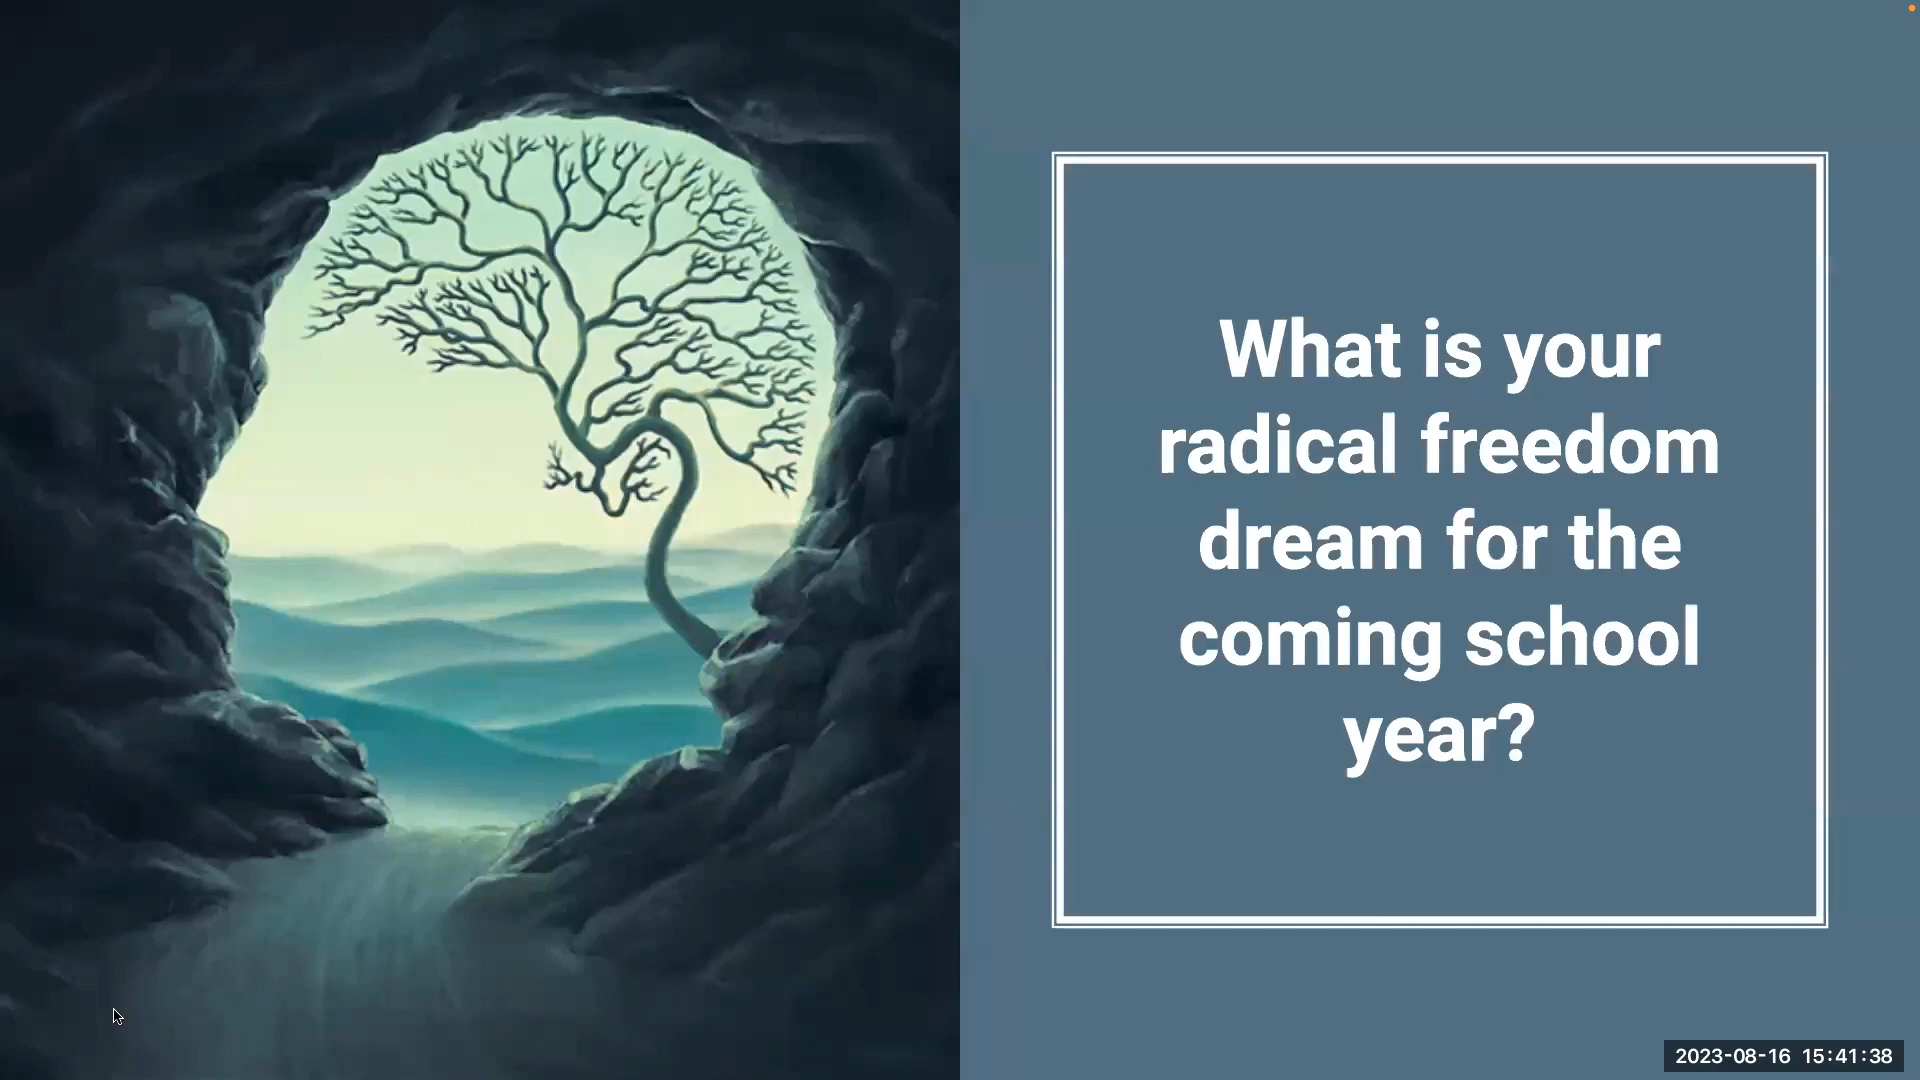 What is your
radical freedom
dream for the
coming school
year?
2023-08-16 15:41:38